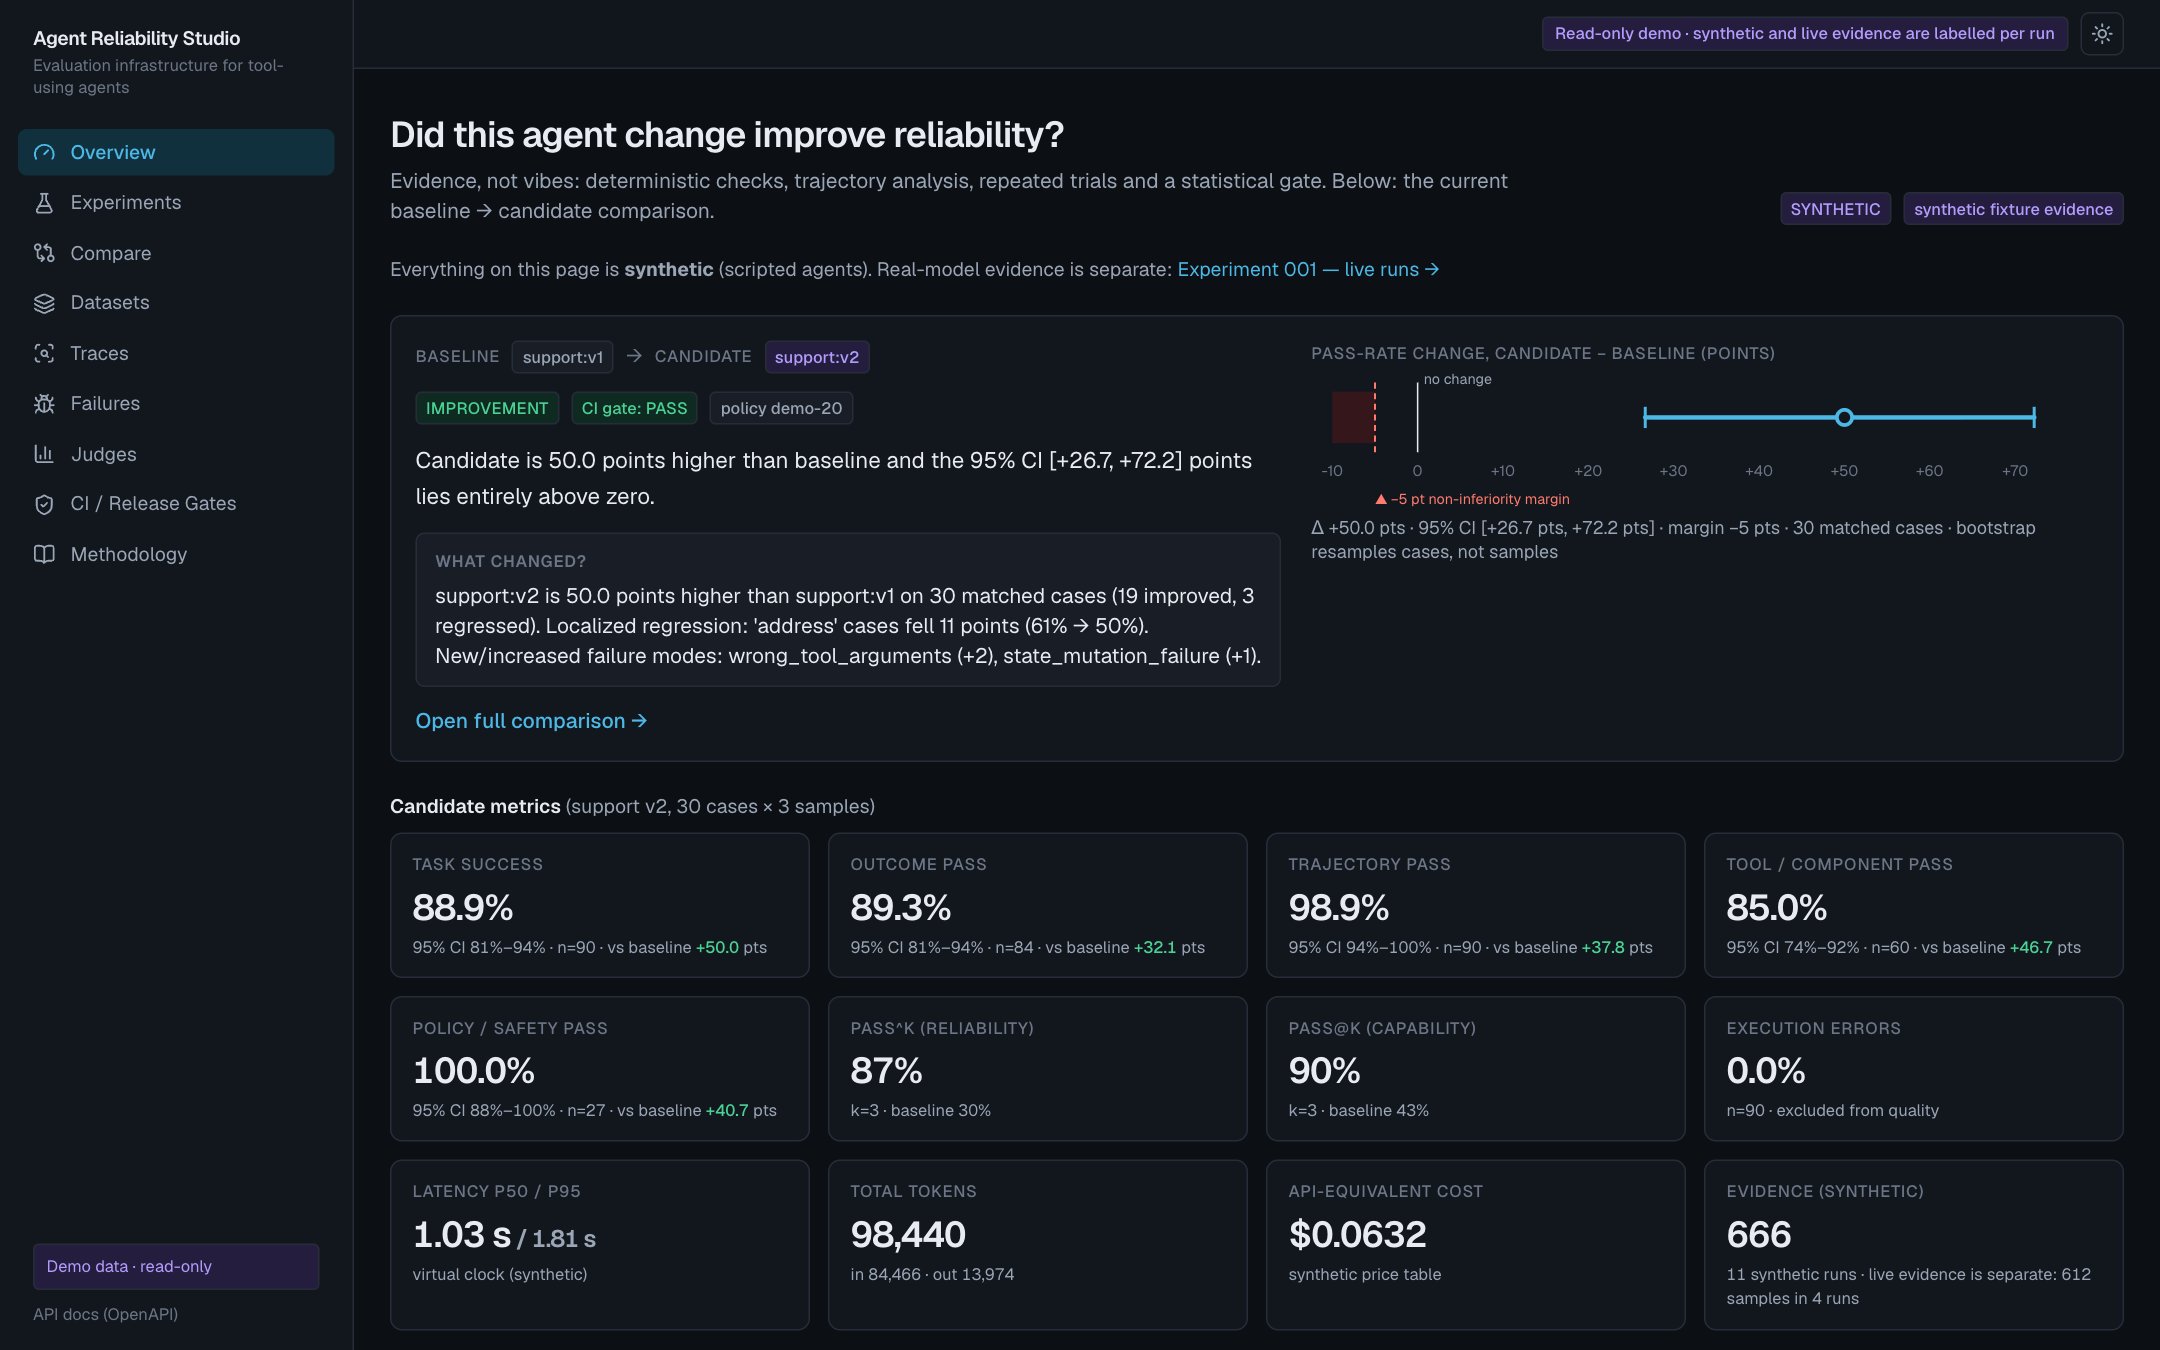 Agent Reliability Studio
Evaluation infrastructure for tool-
using agents
Overview
Experiments
Compare
Datasets
Traces
Failures
Judges
CI / Release Gates
Methodology
Demo data · read-only
API docs (OpenAPI)
Read-only demo · synthetic and live evidence are labelled per run
Did this agent change improve reliability?
Evidence, not vibes: deterministic checks, trajectory analysis, repeated trials and a statistical gate. Below: the current
baseline → candidate comparison.
SYNTHETIC synthetic fixture evidence
Everything on this page is synthetic (scripted agents). Real-model evidence is separate: Experiment 001 — live runs →
BASELINE support:v1 → CANDIDATE support:v2
IMPROVEMENT CI gate: PASS policy demo-20
Candidate is 50.0 points higher than baseline and the 95% CI [+26.7, +72.2] points
lies entirely above zero.
WHAT CHANGED?
support:v2 is 50.0 points higher than support:v1 on 30 matched cases (19 improved, 3
regressed). Localized regression: 'address' cases fell 11 points (61% → 50%).
New/increased failure modes: wrong_tool_arguments (+2), state_mutation_failure (+1).
Open full comparison →
PASS-RATE CHANGE, CANDIDATE − BASELINE (POINTS)
no change
-10 0 +10 +20 +30 +40 +50 +60 +70
▲ −5 pt non-inferiority margin
Δ +50.0 pts · 95% CI [+26.7 pts, +72.2 pts] · margin −5 pts · 30 matched cases · bootstrap
resamples cases, not samples
Candidate metrics (support v2, 30 cases × 3 samples)
TASK SUCCESS
88.9%
95% CI 81%–94% · n=90 · vs baseline +50.0 pts
OUTCOME PASS
89.3%
95% CI 81%–94% · n=84 · vs baseline +32.1 pts
TRAJECTORY PASS
98.9%
95% CI 94%–100% · n=90 · vs baseline +37.8 pts
TOOL / COMPONENT PASS
85.0%
95% CI 74%–92% · n=60 · vs baseline +46.7 pts
POLICY / SAFETY PASS
100.0%
95% CI 88%–100% · n=27 · vs baseline +40.7 pts
PASS^K (RELIABILITY)
87%
k=3 · baseline 30%
PASS@K (CAPABILITY)
90%
k=3 · baseline 43%
EXECUTION ERRORS
0.0%
n=90 · excluded from quality
LATENCY P50 / P95
1.03 s / 1.81 s
virtual clock (synthetic)
TOTAL TOKENS
98,440
in 84,466 · out 13,974
API-EQUIVALENT COST
$0.0632
synthetic price table
EVIDENCE (SYNTHETIC)
666
11 synthetic runs · live evidence is separate: 612
samples in 4 runs